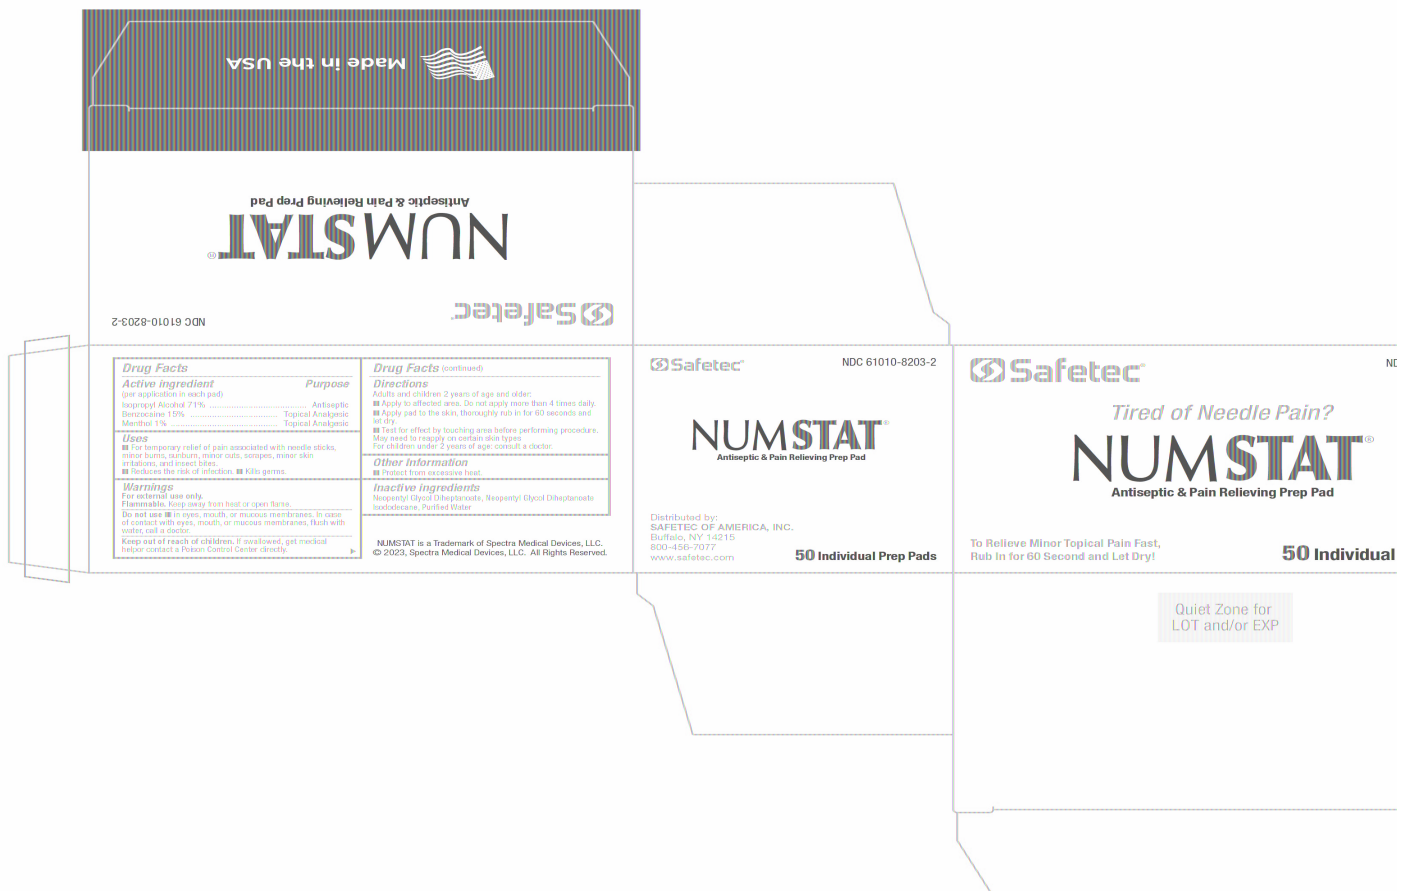 Made in the USA
Antiseptic & Pain Relieving Prep Pad
NUMSTAT®
Safetec®
NDC 61010-8203-2
Drug Facts
Active ingredient Purpose
(per application in each pad)
Isopropyl Alcohol 71% ........................................ Antiseptic
Benzocaine 15% .................................... Topical Analgesic
Menthol 1% ............................................ Topical Analgesic
Uses
For temporary relief of pain associated with needle sticks,
minor burns, sunburn, minor cuts, scrapes, minor skin
irritations, and insect bites.
Reduces the risk of infection. Kills germs.
Warnings
For external use only.
Flammable. Keep away from heat or open flame.
Do not use in eyes, mouth, or mucous membranes. In case
of contact with eyes, mouth, or mucous membranes, flush with
water, call a doctor.
Keep out of reach of children. If swallowed, get medical
helpor contact a Poison Control Center directly.
Drug Facts (continued)
Directions
Adults and children 2 years of age and older:
Apply to affected area. Do not apply more than 4 times daily.
Apply pad to the skin, thoroughly rub in for 60 seconds and
let dry.
Test for effect by touching area before performing procedure.
May need to reapply on certain skin types
For children under 2 years of age: consult a doctor.
Other Information
Protect from excessive heat.
Inactive ingredients
Neopentyl Glycol Diheptanoate, Neopentyl Glycol Diheptanoate
Isododecane, Purified Water
NUMSTAT is a Trademark of Spectra Medical Devices, LLC.
© 2023, Spectra Medical Devices, LLC. All Rights Reserved.
Safetec®
NDC 61010-8203-2
NUMSTAT®
Antiseptic & Pain Relieving Prep Pad
Distributed by:
SAFETEC OF AMERICA, INC.
Buffalo, NY 14215
800-456-7077
www.safetec.com
50 Individual Prep Pads
Safetec®
ND
Tired of Needle Pain?
NUMSTAT®
Antiseptic & Pain Relieving Prep Pad
To Relieve Minor Topical Pain Fast,
Rub In for 60 Second and Let Dry!
50 Individual
Quiet Zone for
LOT and/or EXP